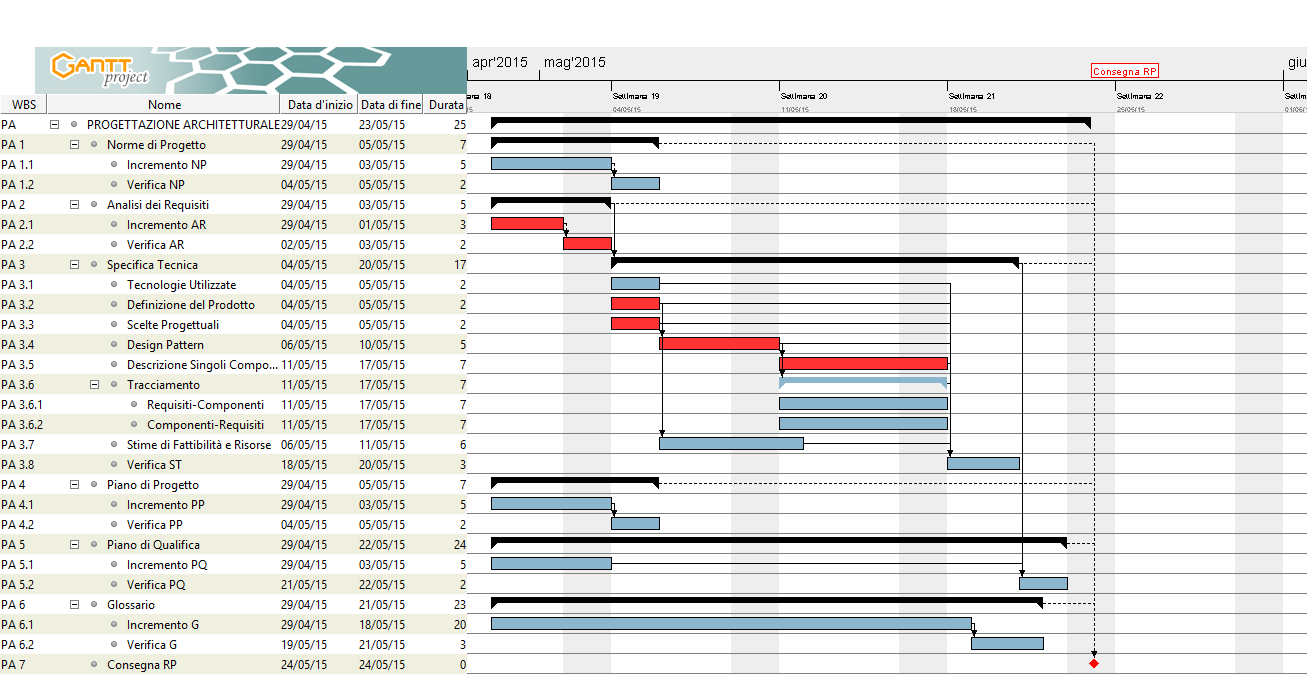 GANTT project
apr'2015 mag'2015 giu
Consegna RP
WBS Nome Data d'inizio Data di fine Durata
ana 18 Settimana 19 Settimana 20 Settimana 21 Settimana 22 Settim
04/05/15 11/05/15 18/05/15 25/05/15 01/06/15
PA PROGETTAZIONE ARCHITETTURALE 29/04/15 23/05/15 25
PA 1 Norme di Progetto 29/04/15 05/05/15 7
PA 1.1 Incremento NP 29/04/15 03/05/15 5
PA 1.2 Verifica NP 04/05/15 05/05/15 2
PA 2 Analisi dei Requisiti 29/04/15 03/05/15 5
PA 2.1 Incremento AR 29/04/15 01/05/15 3
PA 2.2 Verifica AR 02/05/15 03/05/15 2
PA 3 Specifica Tecnica 04/05/15 20/05/15 17
PA 3.1 Tecnologie Utilizzate 04/05/15 05/05/15 2
PA 3.2 Definizione del Prodotto 04/05/15 05/05/15 2
PA 3.3 Scelte Progettuali 04/05/15 05/05/15 2
PA 3.4 Design Pattern 06/05/15 10/05/15 5
PA 3.5 Descrizione Singoli Compo... 11/05/15 17/05/15 7
PA 3.6 Tracciamento 11/05/15 17/05/15 7
PA 3.6.1 Requisiti-Componenti 11/05/15 17/05/15 7
PA 3.6.2 Componenti-Requisiti 11/05/15 17/05/15 7
PA 3.7 Stime di Fattibilità e Risorse 06/05/15 11/05/15 6
PA 3.8 Verifica ST 18/05/15 20/05/15 3
PA 4 Piano di Progetto 29/04/15 05/05/15 7
PA 4.1 Incremento PP 29/04/15 03/05/15 5
PA 4.2 Verifica PP 04/05/15 05/05/15 2
PA 5 Piano di Qualifica 29/04/15 22/05/15 24
PA 5.1 Incremento PQ 29/04/15 03/05/15 5
PA 5.2 Verifica PQ 21/05/15 22/05/15 2
PA 6 Glossario 29/04/15 21/05/15 23
PA 6.1 Incremento G 29/04/15 18/05/15 20
PA 6.2 Verifica G 19/05/15 21/05/15 3
PA 7 Consegna RP 24/05/15 24/05/15 0